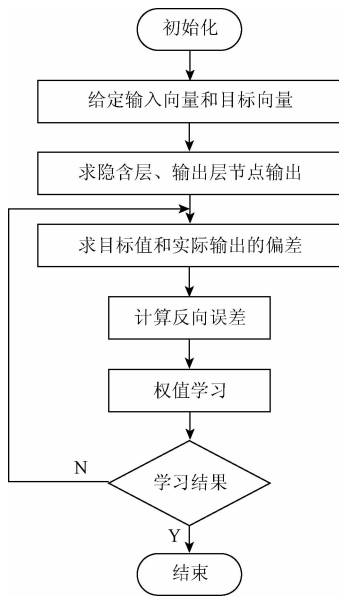 初始化
给定输入向量和目标向量
求隐含层、输出层节点输出
求目标值和实际输出的偏差
计算反向误差
权值学习
N
学习结果
Y
结束